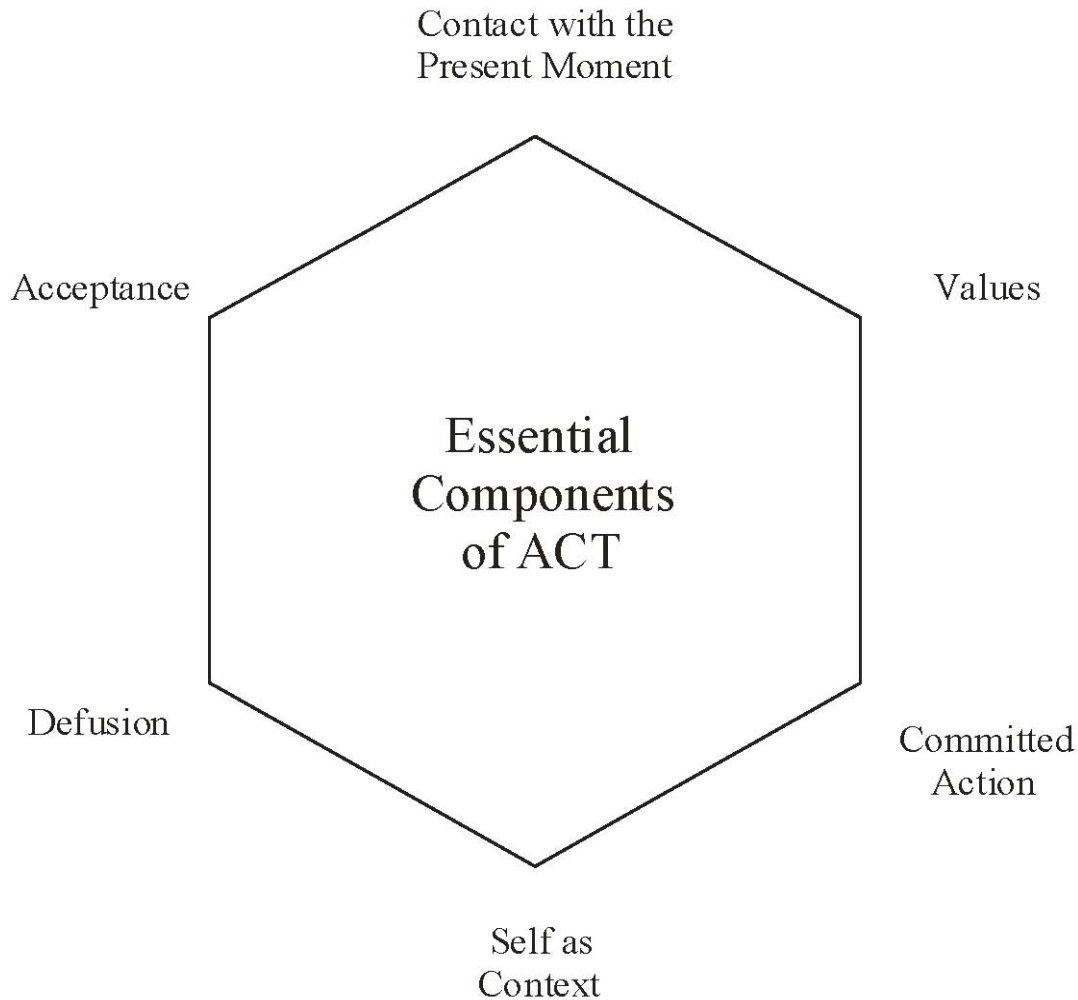 Contact with the
Present Moment
Acceptance
Values
Essential
Components
of ACT
Defusion
Committed
Action
Self as
Context